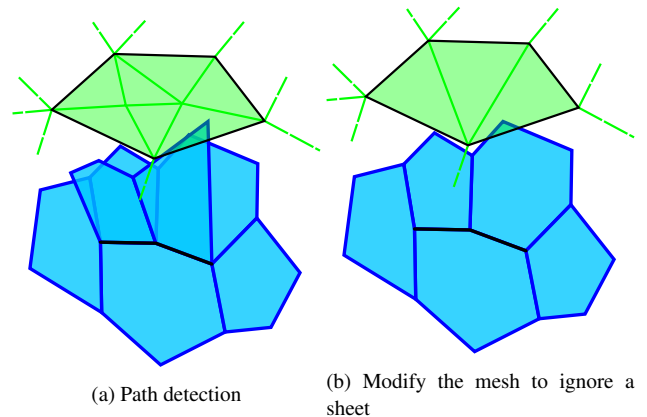 (a) Path detection
(b) Modify the mesh to ignore a
sheet